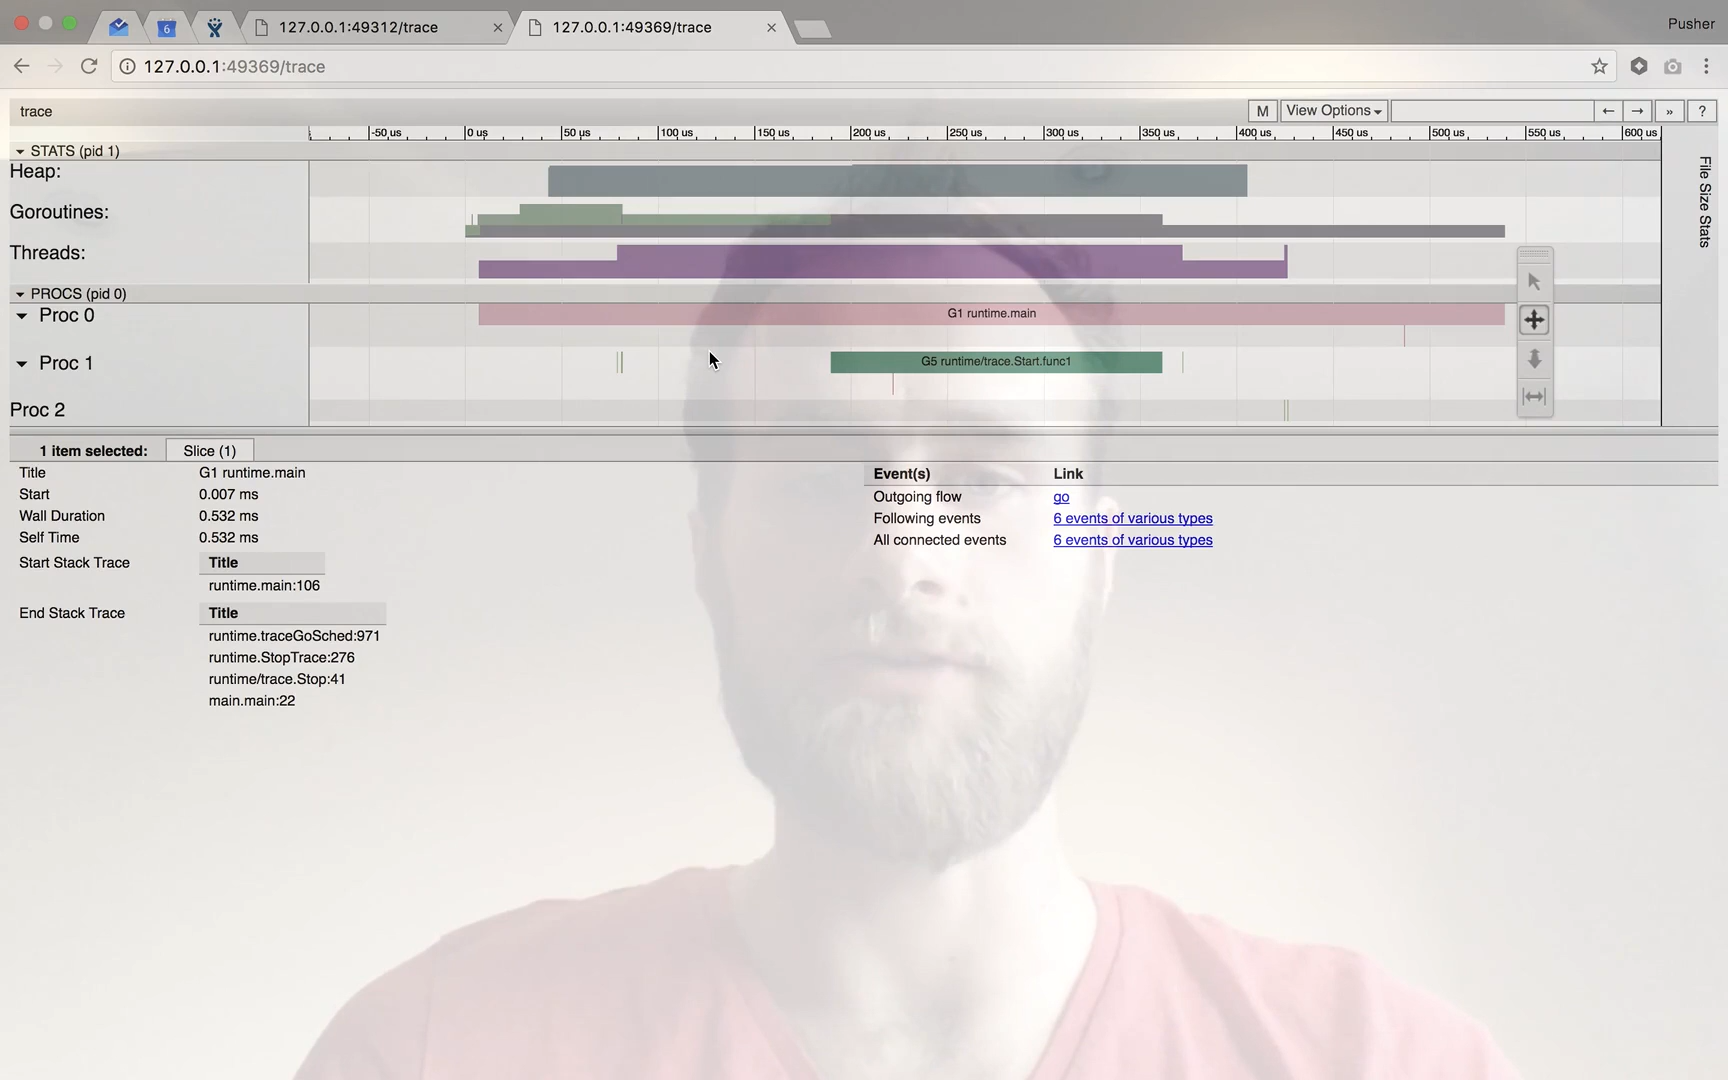 6 127.0.0.1:49312/trace × 127.0.0.1:49369/trace × Pusher
127.0.0.1:49369/trace
trace M View Options ← → » ?
-50 us 0 us 50 us 100 us 150 us 200 us 250 us 300 us 350 us 400 us 450 us 500 us 550 us 600 us
STATS (pid 1)
Heap:
Goroutines:
Threads:
File Size Stats
PROCS (pid 0)
Proc 0 G1 runtime.main
Proc 1 G5 runtime/trace.Start.func1
Proc 2
1 item selected: Slice (1)
Title G1 runtime.main
Start 0.007 ms
Wall Duration 0.532 ms
Self Time 0.532 ms
Start Stack Trace Title
runtime.main:106
End Stack Trace Title
runtime.traceGoSched:971
runtime.StopTrace:276
runtime/trace.Stop:41
main.main:22
Event(s) Link
Outgoing flow go
Following events 6 events of various types
All connected events 6 events of various types